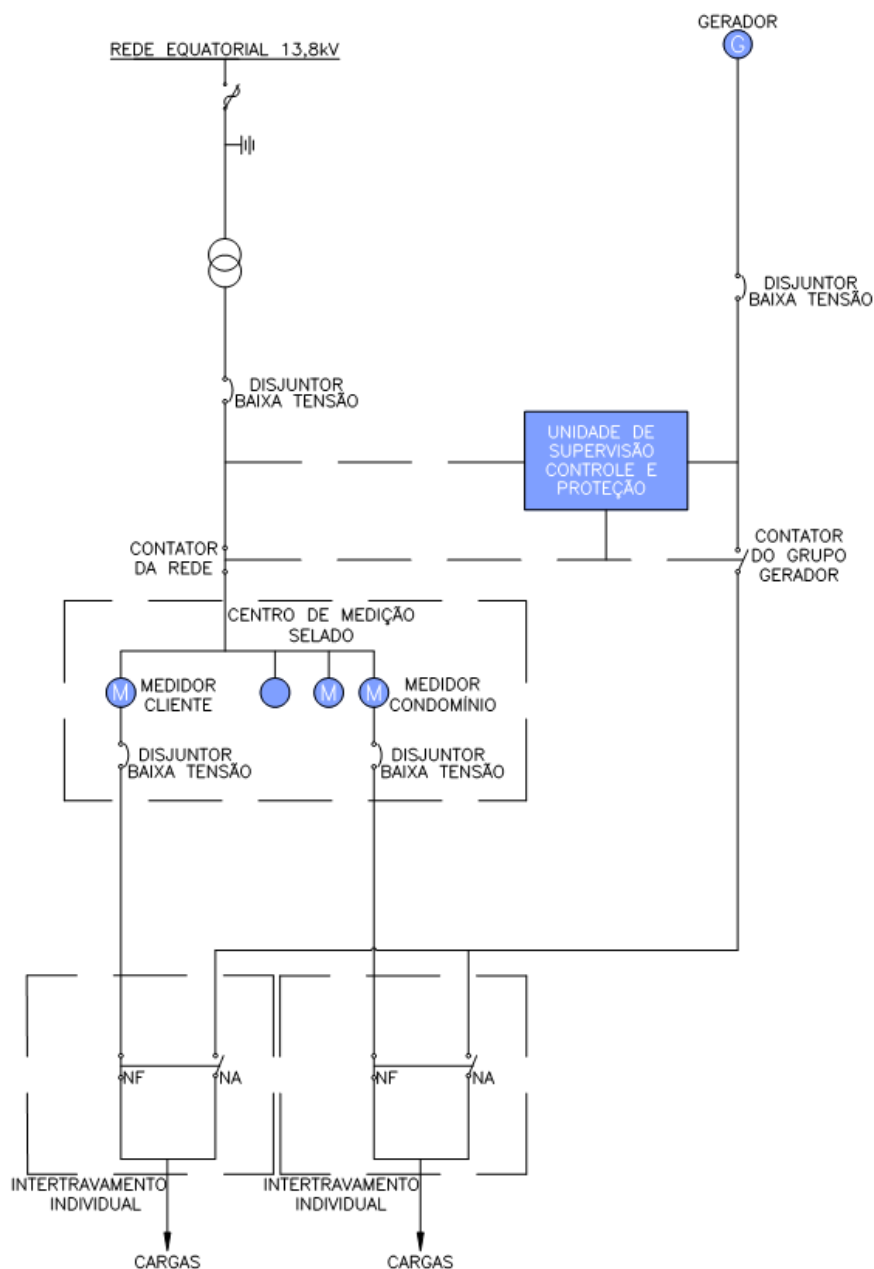 GERADOR
G
REDE EQUATORIAL 13,8kV
DISJUNTOR
BAIXA TENSÃO
DISJUNTOR
BAIXA TENSÃO
UNIDADE DE
SUPERVISÃO
CONTROLE E
PROTEÇÃO
CONTATOR
DA REDE
CONTATOR
DO GRUPO
GERADOR
CENTRO DE MEDIÇÃO
SELADO
M
MEDIDOR
CLIENTE
M
M
MEDIDOR
CONDOMÍNIO
DISJUNTOR
BAIXA TENSÃO
DISJUNTOR
BAIXA TENSÃO
NF
NA
NF
NA
INTERTRAVAMENTO
INDIVIDUAL
INTERTRAVAMENTO
INDIVIDUAL
CARGAS
CARGAS